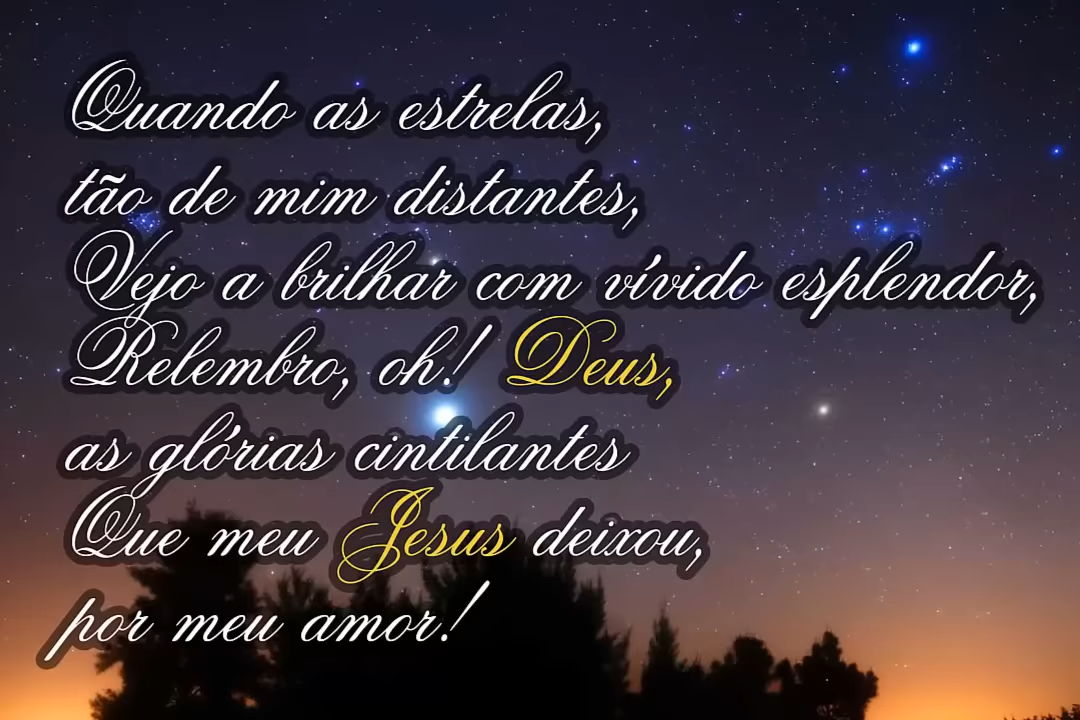 Quando as estrelas,
tão de mim distantes,
Vejo a brilhar com vívido esplendor,
Relembro, oh! Deus,
as glórias cintilantes
Que meu Jesus deixou,
por meu amor!